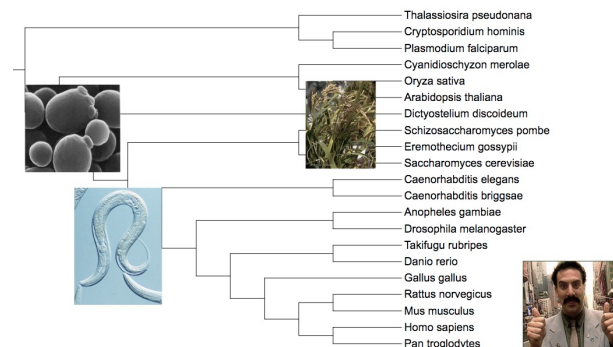 Thalassiosira pseudonana
Cryptosporidium hominis
Plasmodium falciparum
Cyanidioschyzon merolae
Oryza sativa
Arabidopsis thaliana
Dictyostelium discoideum
Schizosaccharomyces pombe
Eremothecium gossypii
Saccharomyces cerevisiae
Caenorhabditis elegans
Caenorhabditis briggsae
Anopheles gambiae
Drosophila melanogaster
Takifugu rubripes
Danio rerio
Gallus gallus
Rattus norvegicus
Mus musculus
Homo sapiens
Pan troglodytes